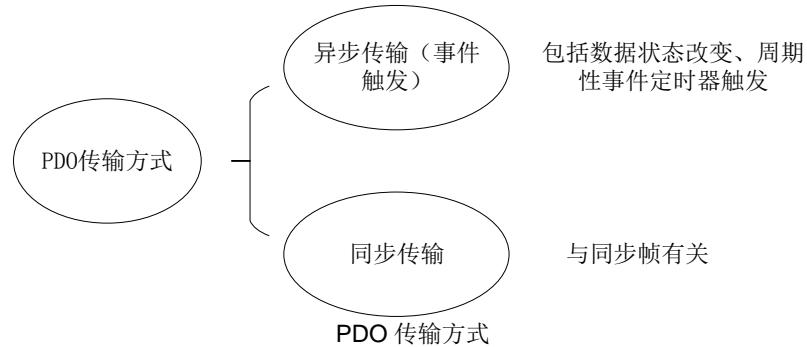 异步传输（事件
触发）
包括数据状态改变、周期
性事件定时器触发
PDO传输方式
同步传输
与同步帧有关
PDO 传输方式